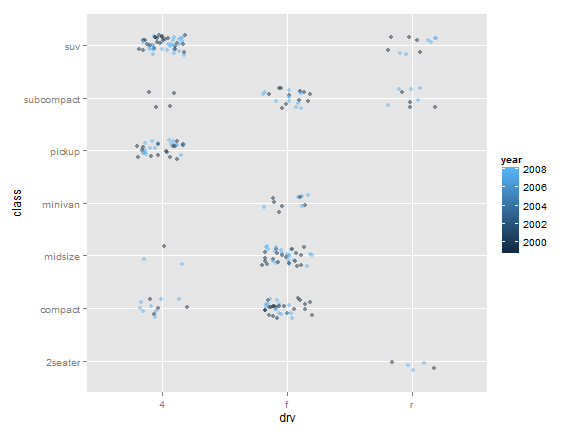 suv
subcompact
pickup
minivan
midsize
compact
2seater
class
4
f
r
drv
year
2008
2006
2004
2002
2000